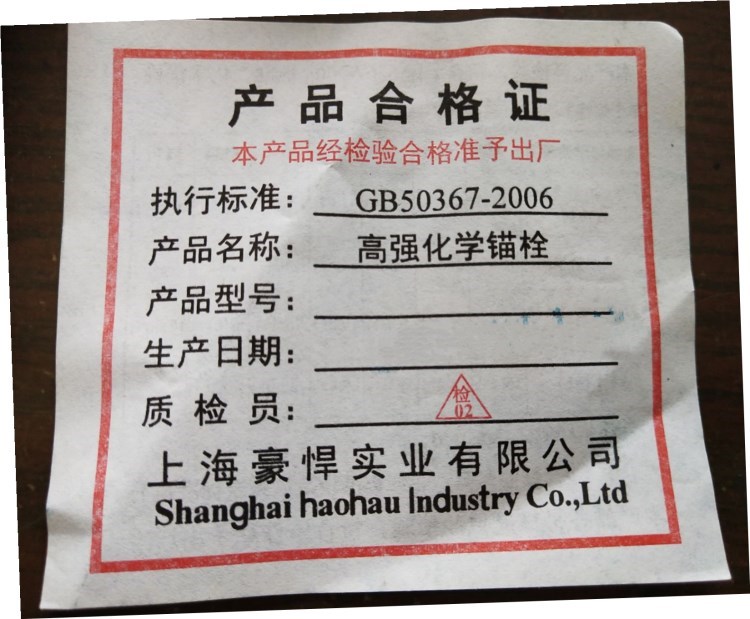 产品合格证
本产品经检验合格准予出厂
执行标准： GB50367-2006
产品名称： 高强化学锚栓
产品型号：
生产日期：
质检员： 检 02
上海豪悍实业有限公司
Shanghai haohau Industry Co.,Ltd